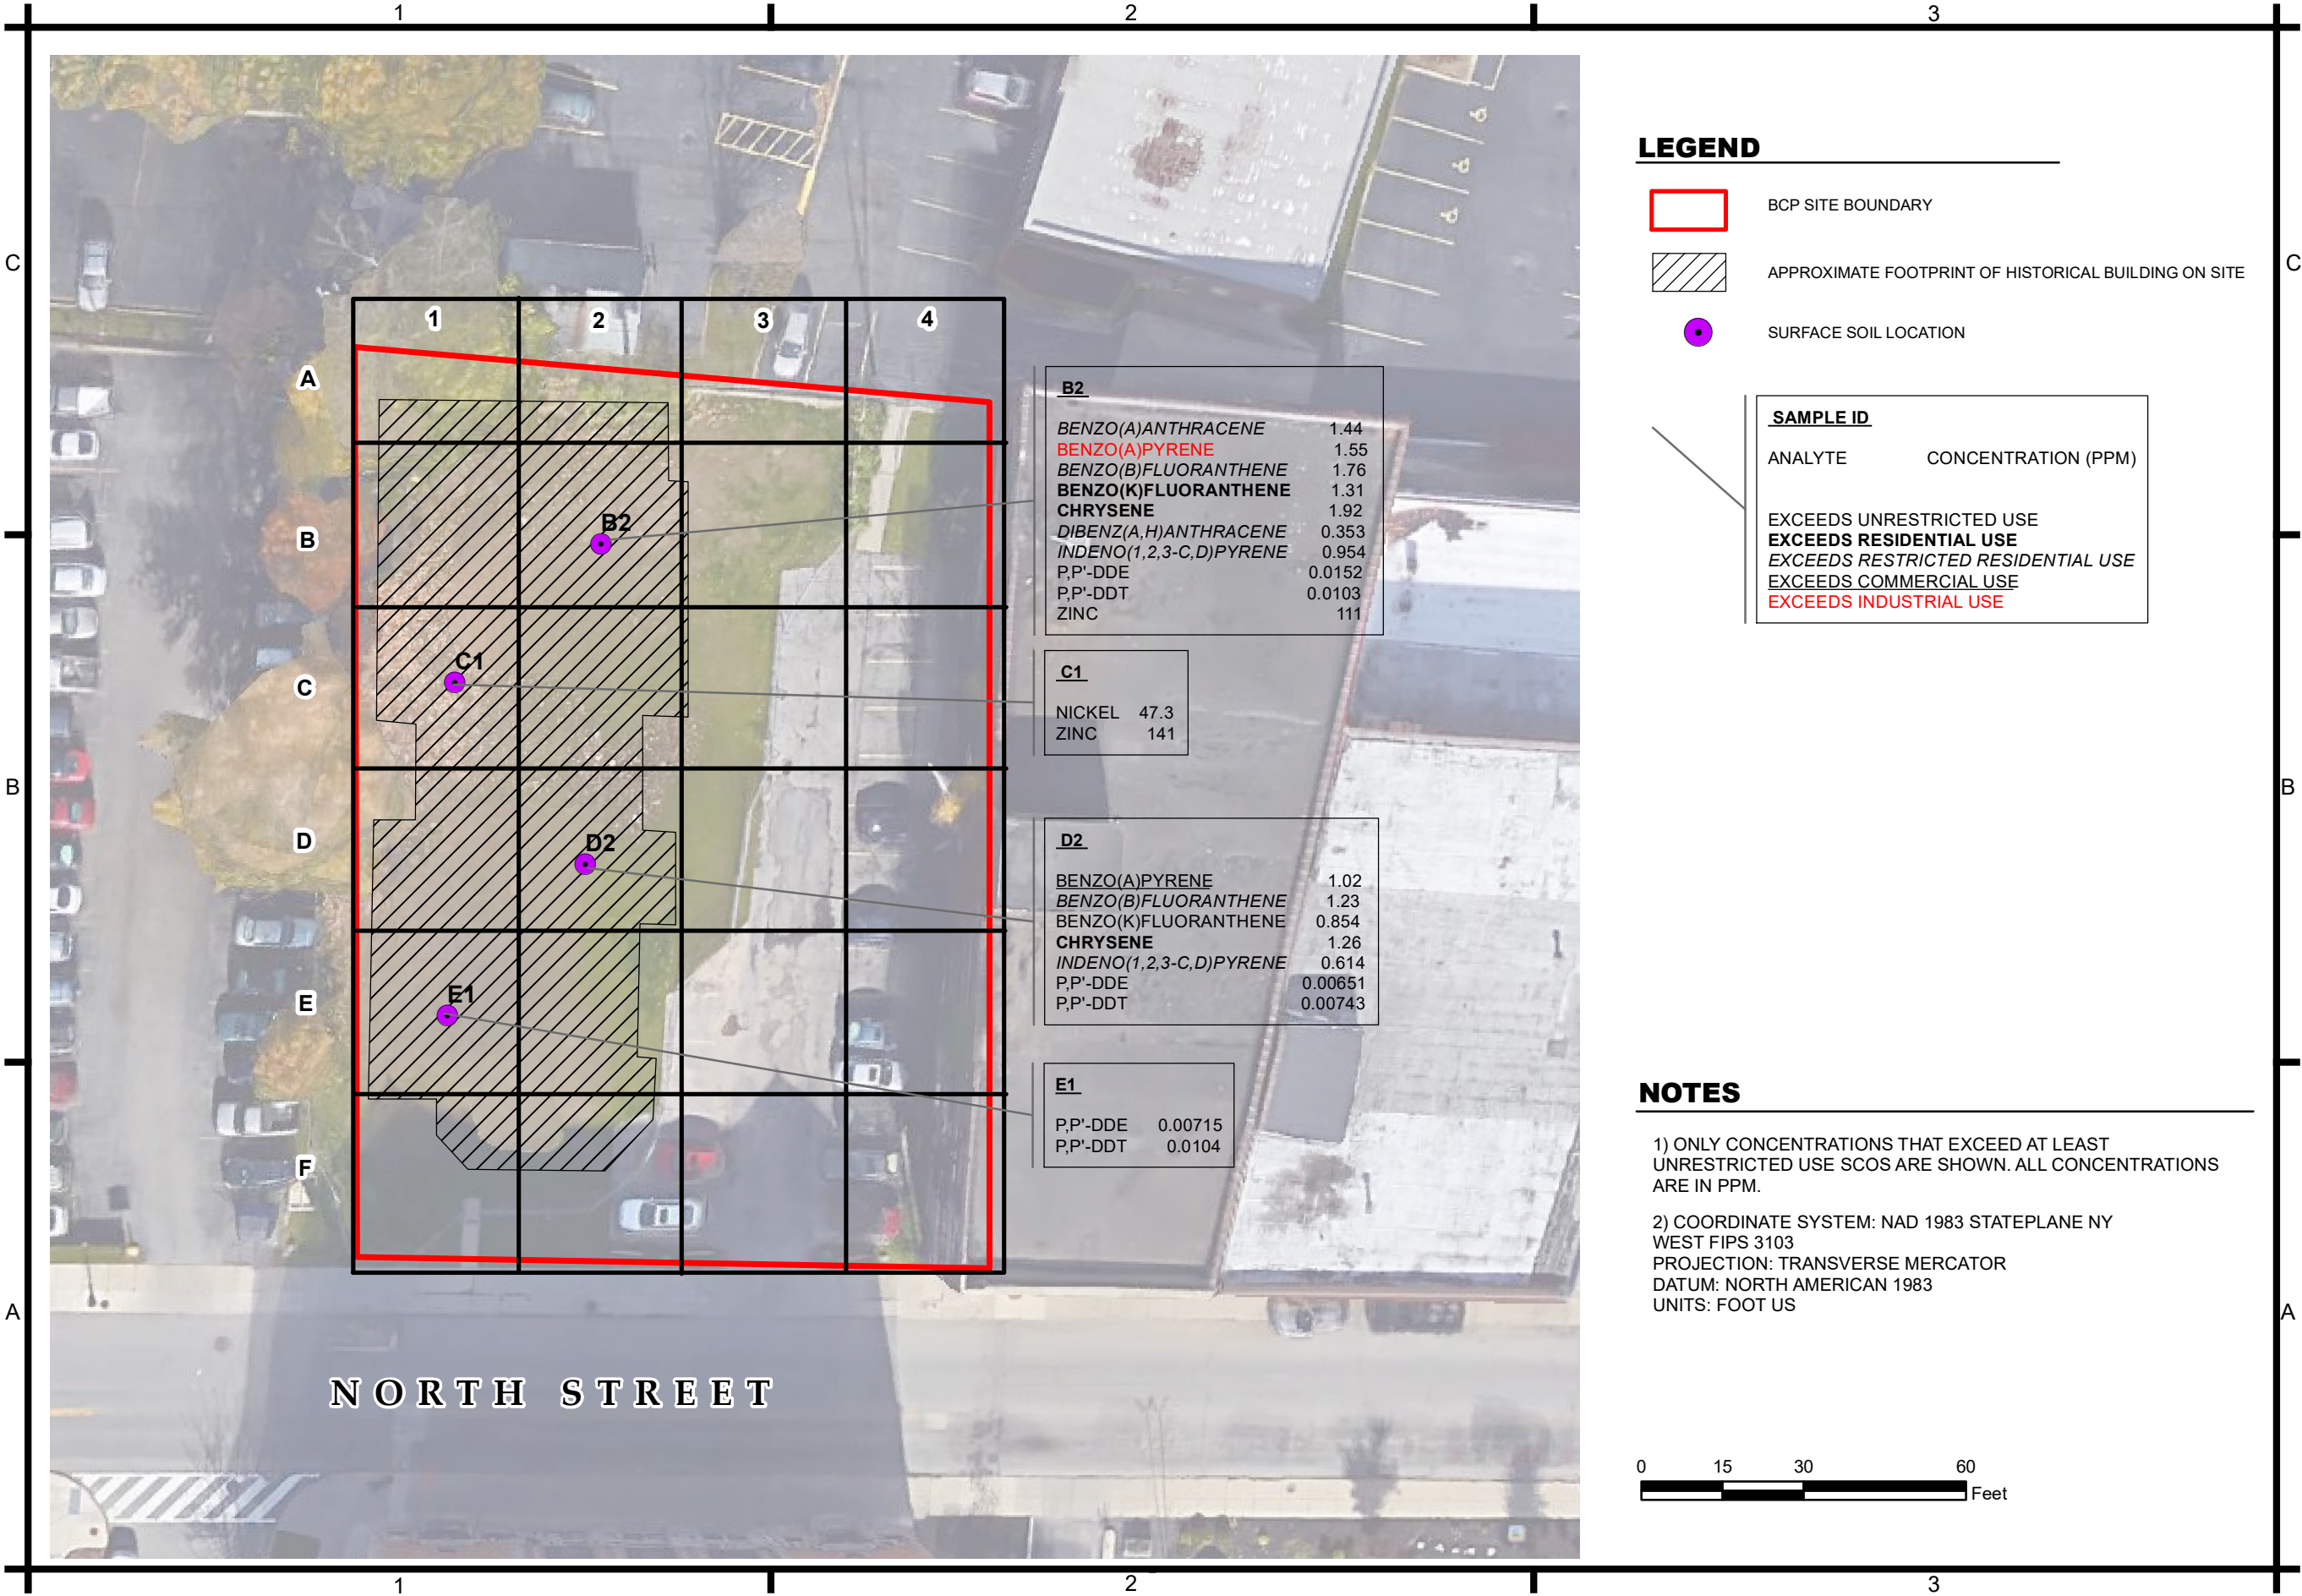 1 2 3
C C
B B
A A
1 2 3 4
A
B
C
D
E
F
B2
C1
D2
E1
B2
BENZO(A)ANTHRACENE 1.44
BENZO(A)PYRENE 1.55
BENZO(B)FLUORANTHENE 1.76
BENZO(K)FLUORANTHENE 1.31
CHRYSENE 1.92
DIBENZ(A,H)ANTHRACENE 0.353
INDENO(1,2,3-C,D)PYRENE 0.954
P,P'-DDE 0.0152
P,P'-DDT 0.0103
ZINC 111
C1
NICKEL 47.3
ZINC 141
D2
BENZO(A)PYRENE 1.02
BENZO(B)FLUORANTHENE 1.23
BENZO(K)FLUORANTHENE 0.854
CHRYSENE 1.26
INDENO(1,2,3-C,D)PYRENE 0.614
P,P'-DDE 0.00651
P,P'-DDT 0.00743
E1
P,P'-DDE 0.00715
P,P'-DDT 0.0104
NORTH STREET
LEGEND
BCP SITE BOUNDARY
APPROXIMATE FOOTPRINT OF HISTORICAL BUILDING ON SITE
SURFACE SOIL LOCATION
SAMPLE ID
ANALYTE CONCENTRATION (PPM)
EXCEEDS UNRESTRICTED USE
EXCEEDS RESIDENTIAL USE
EXCEEDS RESTRICTED RESIDENTIAL USE
EXCEEDS COMMERCIAL USE
EXCEEDS INDUSTRIAL USE
NOTES
1) ONLY CONCENTRATIONS THAT EXCEED AT LEAST
UNRESTRICTED USE SCOS ARE SHOWN. ALL CONCENTRATIONS
ARE IN PPM.
2) COORDINATE SYSTEM: NAD 1983 STATEPLANE NY
WEST FIPS 3103
PROJECTION: TRANSVERSE MERCATOR
DATUM: NORTH AMERICAN 1983
UNITS: FOOT US
0 15 30 60
Feet
1 2 3